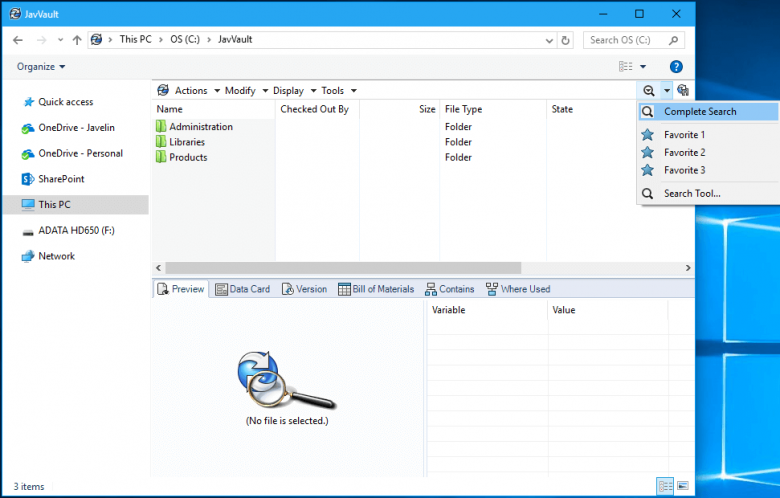 JavVault
This PC > OS (C:) > JavVault
Search OS (C:)
Organize
Quick access
OneDrive - Javelin
OneDrive - Personal
SharePoint
This PC
ADATA HD650 (F:)
Network
Actions Modify Display Tools
Name Checked Out By Size File Type State
Administration Folder
Libraries Folder
Products Folder
Complete Search
Favorite 1
Favorite 2
Favorite 3
Search Tool...
Preview Data Card Version Bill of Materials Contains Where Used
Variable Value
(No file is selected.)
3 items